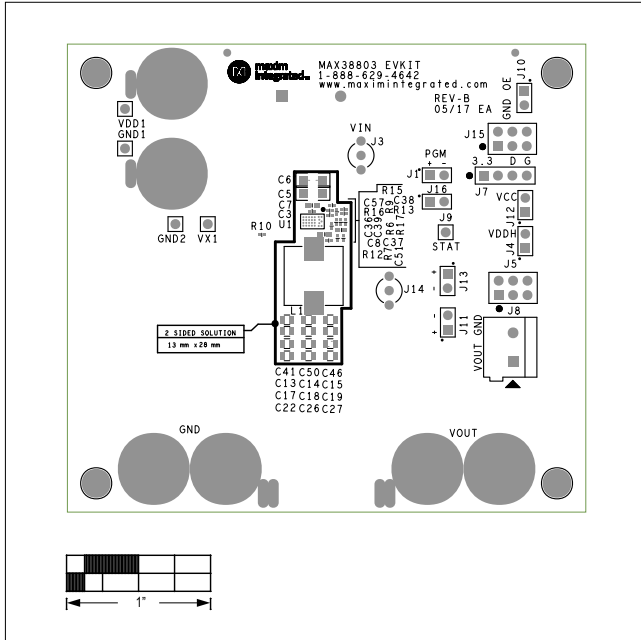 maxim
integrated™
MAX38803 EVKIT
1-888-629-4642
www.maximintegrated.com
REV-B
05/17 EA
J10
GND OE
VDD1
GND1
VIN
J3
J15
PGM
+ -
J1
3.3 D G
J7
C6
C5
C7
C3
U1
R10
R15
C57
R16
C38
R9
R13
C36
C39
R6
R17
C8
C37
R7
C51
R12
J16
J9
STAT
VCC
J12
VDDH
J4
GND2
VX1
J5
J14
+ -
J13
L1
- +
J11
J8
VOUT GND
2 SIDED SOLUTION
13 mm x28 mm
C41 C50 C46
C13 C14 C15
C17 C18 C19
C22 C26 C27
GND
VOUT
1"